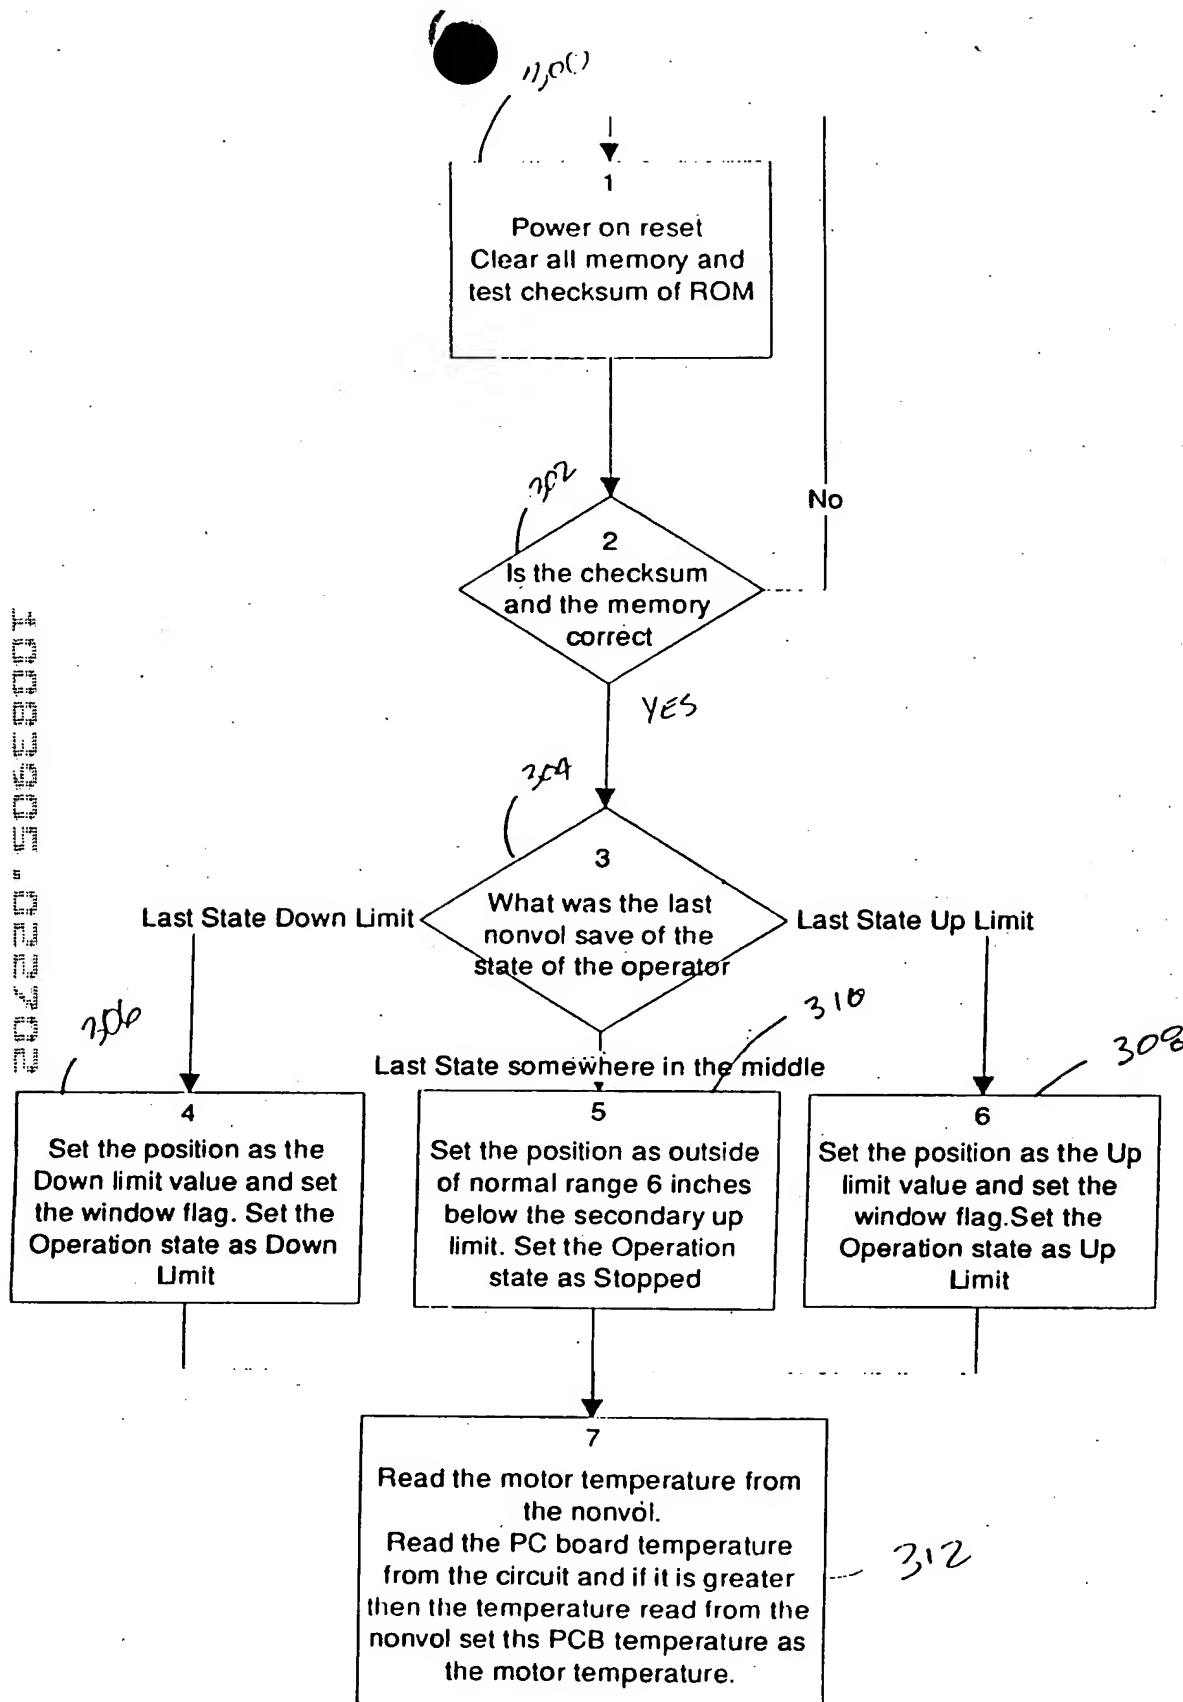 1
Power on reset
Clear all memory and
test checksum of ROM
302
2
Is the checksum
and the memory
correct
No
YES
304
3
What was the last
nonvol save of the
state of the operator
Last State Down Limit
Last State Up Limit
Last State somewhere in the middle
306
310
308
4
Set the position as the
Down limit value and set
the window flag. Set the
Operation state as Down
Limit
5
Set the position as outside
of normal range 6 inches
below the secondary up
limit. Set the Operation
state as Stopped
6
Set the position as the Up
limit value and set the
window flag.Set the
Operation state as Up
Limit
7
Read the motor temperature from
the nonvol.
Read the PC board temperature
from the circuit and if it is greater
then the temperature read from the
nonvol set ths PCB temperature as
the motor temperature.
312
10083905.022702